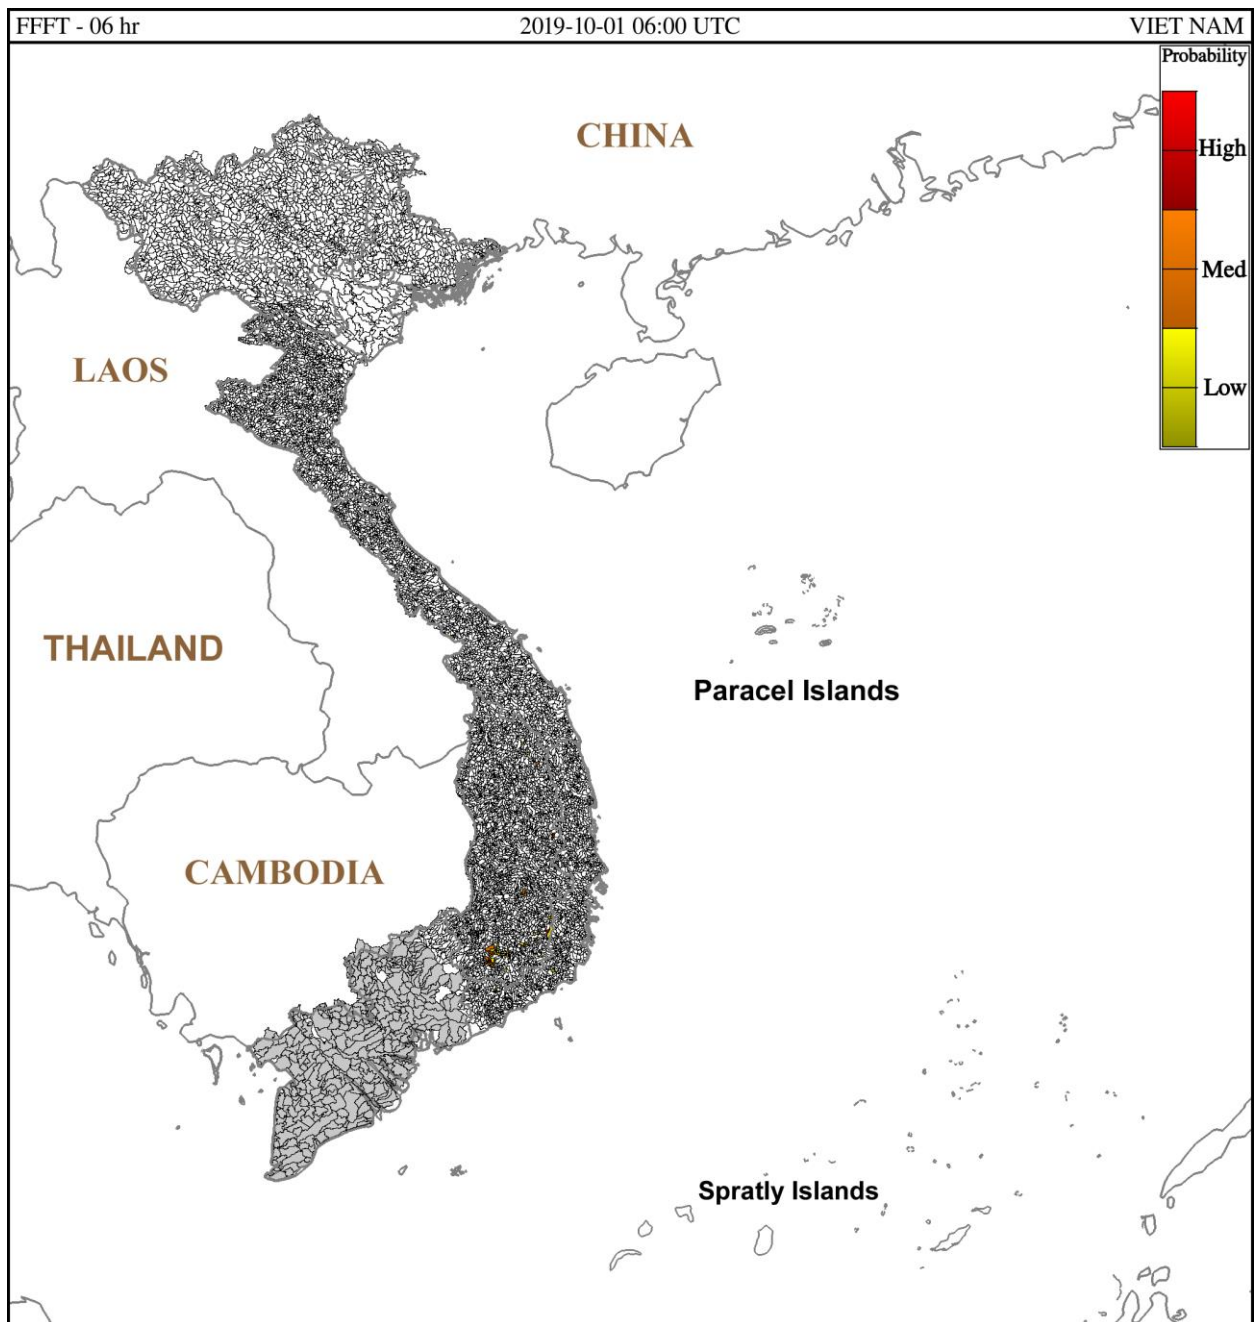 FFFT - 06 hr
2019-10-01 06:00 UTC
VIET NAM
Probability
High
Med
Low
CHINA
LAOS
THAILAND
Paracel Islands
CAMBODIA
Spratly Islands